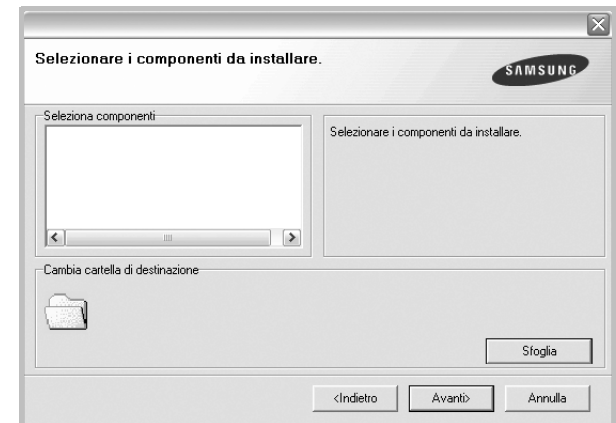 Selezionare i componenti da installare.
SAMSUNG
Seleziona componenti
Selezionare i componenti da installare.
Cambia cartella di destinazione
Sfoglia
<Indietro
Avanti>
Annulla